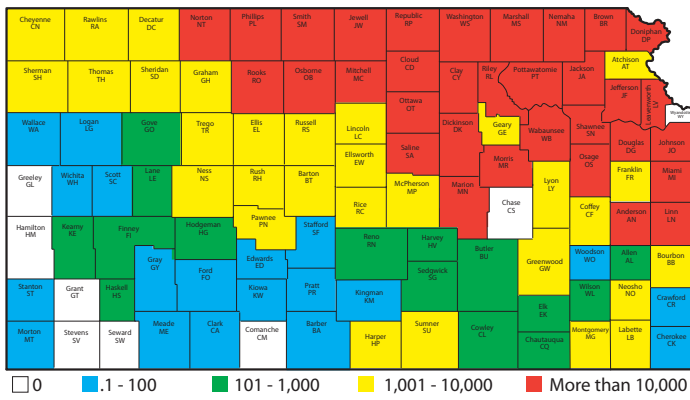 Cheyenne
CN
Rawlins
RA
Decatur
DC
Norton
NT
Phillips
PL
Smith
SM
Jewell
JW
Republic
RP
Washington
WS
Marshall
MS
Nemaha
NM
Brown
BR
Doniphan
DP
Sherman
SH
Thomas
TH
Sheridan
SD
Graham
GH
Rooks
RO
Osborne
OB
Mitchell
MC
Cloud
CD
Clay
CY
Riley
RL
Pottawatomie
PT
Jackson
JA
Atchison
AT
Jefferson
JF
Leavenworth
LV
Wyandotte
WY
Ottawa
OT
Wallace
WA
Logan
LG
Gove
GO
Trego
TR
Ellis
EL
Russell
RS
Lincoln
LC
Saline
SA
Dickinson
DK
Geary
GE
Wabaunsee
WB
Shawnee
SN
Douglas
DG
Johnson
JO
Ellsworth
EW
Morris
MR
Osage
OS
Franklin
FR
Miami
MI
Greeley
GL
Wichita
WH
Scott
SC
Lane
LE
Ness
NS
Rush
RH
Barton
BT
Rice
RC
McPherson
MP
Marion
MN
Chase
CS
Lyon
LY
Coffey
CF
Anderson
AN
Linn
LN
Hamilton
HM
Kearny
KE
Finney
FI
Hodgeman
HG
Pawnee
PN
Stafford
SF
Reno
RN
Harvey
HV
Butler
BU
Greenwood
GW
Woodson
WO
Allen
AL
Bourbon
BB
Gray
GY
Ford
FO
Edwards
ED
Sedgwick
SG
Stanton
ST
Grant
GT
Haskell
HS
Kiowa
KW
Pratt
PR
Kingman
KM
Elk
EK
Wilson
WL
Neosho
NO
Crawford
CR
Morton
MT
Stevens
SV
Seward
SW
Meade
ME
Clark
CA
Comanche
CM
Barber
BA
Harper
HP
Sumner
SU
Cowley
CL
Chautauqua
CQ
Montgomery
MG
Labette
LB
Cherokee
CK
0 .1 - 100 101 - 1,000 1,001 - 10,000 More than 10,000